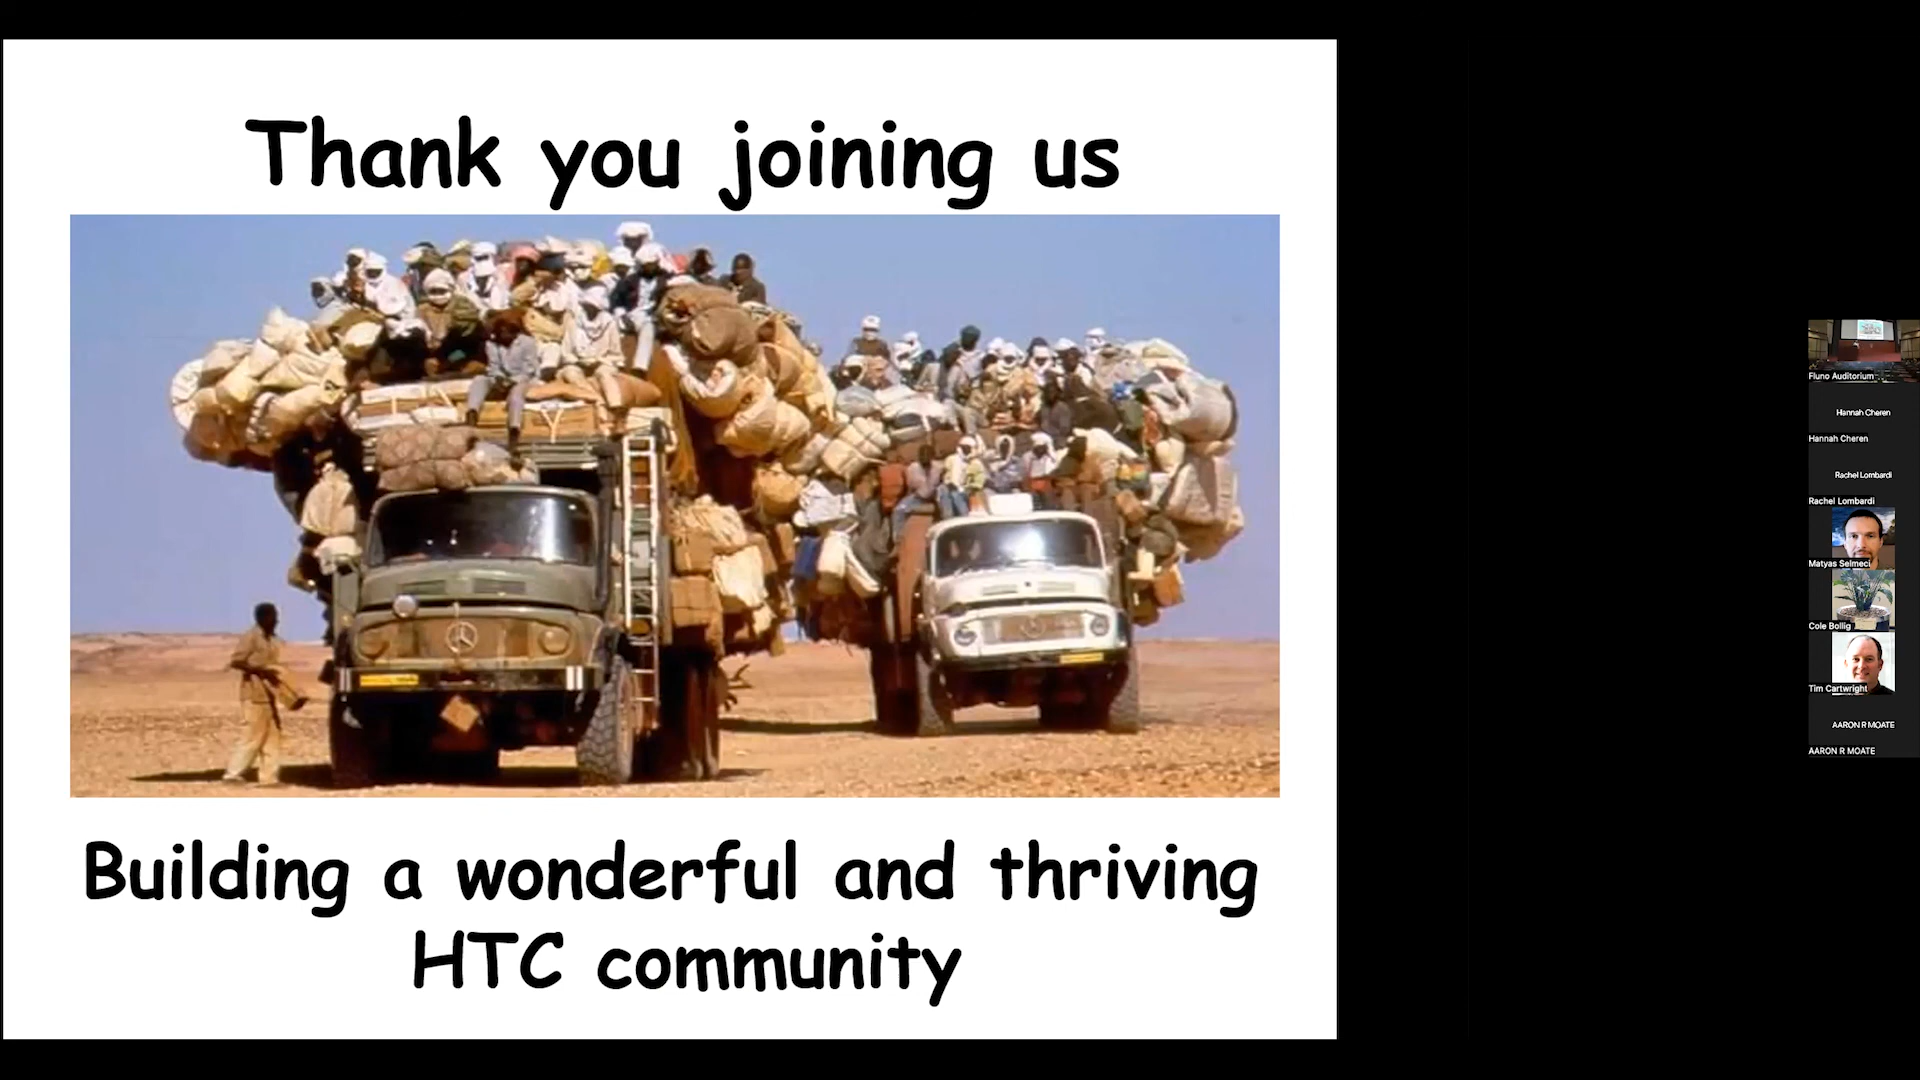 Thank you joining us
Building a wonderful and thriving
HTC community
Fluno Auditorium
Hannah Cheren
Hannah Cheren
Rachel Lombardi
Rachel Lombardi
Matyas Selmeci
Cole Bollig
Tim Cartwright
AARON R MOATE
AARON R MOATE